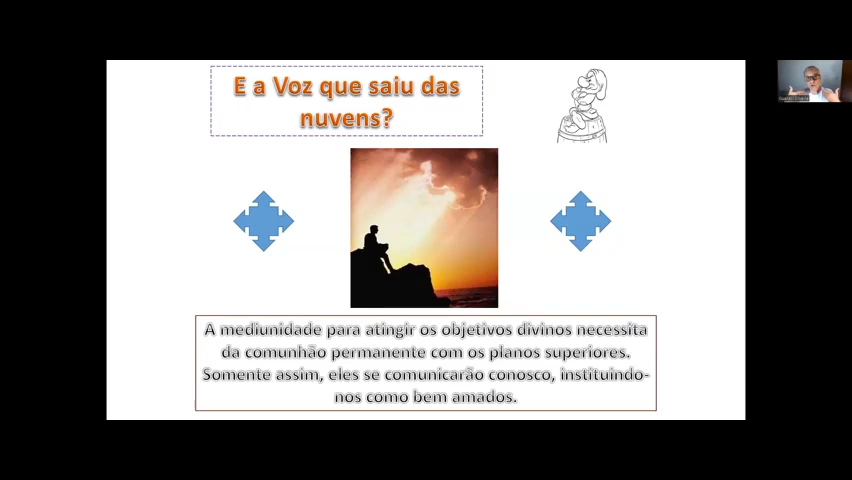 E a Voz que saiu das
nuvens?
A mediunidade para atingir os objetivos divinos necessita
da comunhão permanente com os planos superiores.
Somente assim, eles se comunicarão conosco, instituindo-
nos como bem amados.